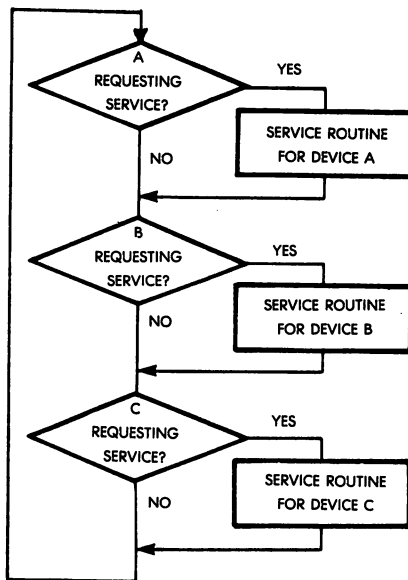 A
REQUESTING
SERVICE?
YES
SERVICE ROUTINE
FOR DEVICE A
NO
B
REQUESTING
SERVICE?
YES
SERVICE ROUTINE
FOR DEVICE B
NO
C
REQUESTING
SERVICE?
YES
SERVICE ROUTINE
FOR DEVICE C
NO